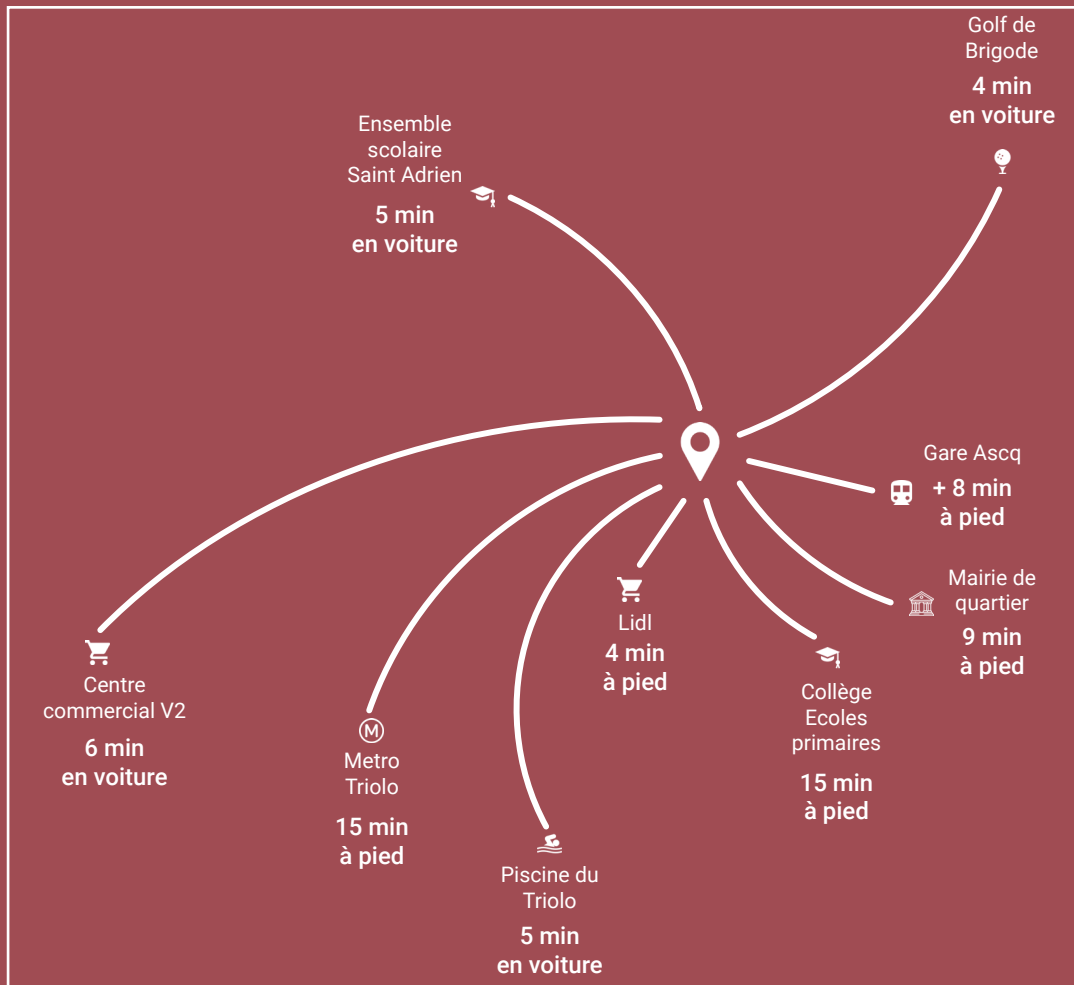 Golf de
Brigode
4 min
en voiture
Ensemble
scolaire
Saint Adrien
5 min
en voiture
Gare Ascq
+ 8 min
à pied
Mairie de
quartier
9 min
à pied
Lidl
4 min
à pied
Collège
Ecoles
primaires
15 min
à pied
Centre
commercial V2
6 min
en voiture
M
Metro
Triolo
15 min
à pied
Piscine du
Triolo
5 min
en voiture